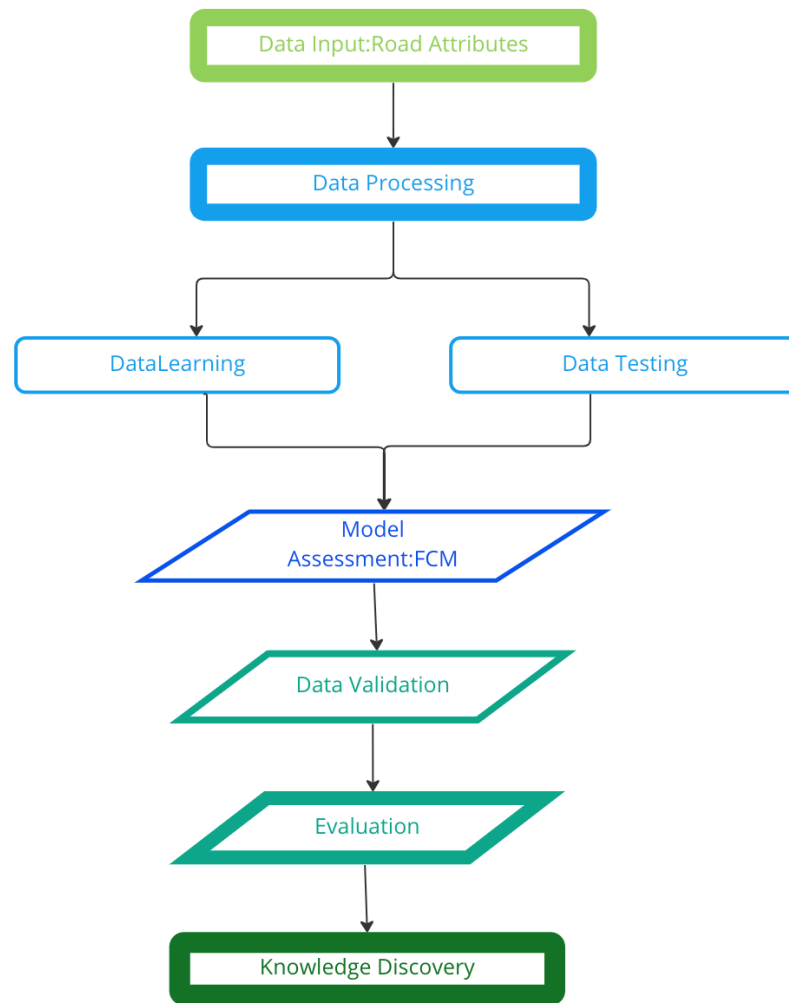 Data Input:Road Attributes
Data Processing
DataLearning
Data Testing
Model
Assessment:FCM
Data Validation
Evaluation
Knowledge Discovery